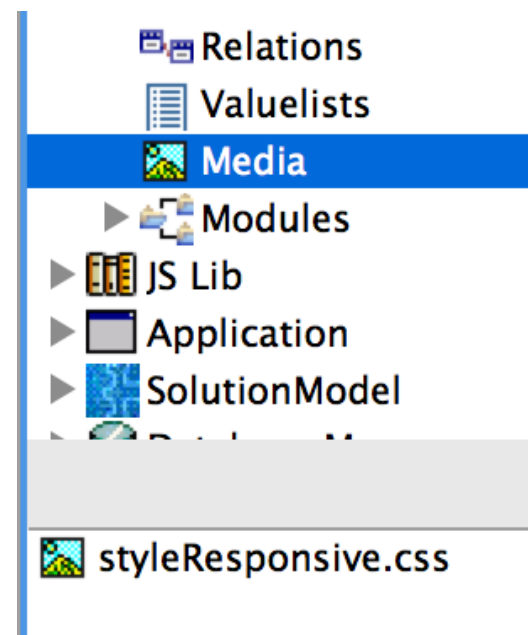 Relations
Valuelists
Media
Modules
JS Lib
Application
SolutionModel
styleResponsive.css